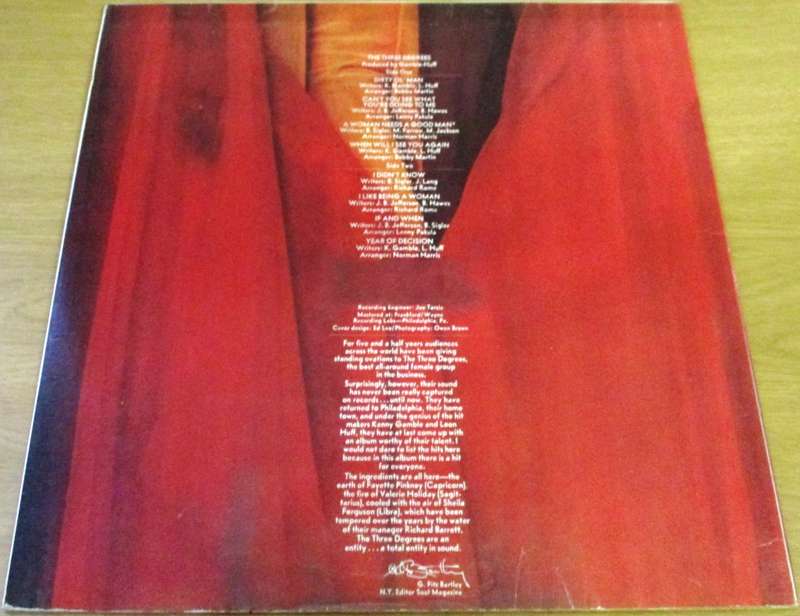 THE THREE DEGREES
Produced by Gamble-Huff
Side One
DIRTY OL' MAN
Writers: K. Gamble, L. Huff
Arranger: Bobby Martin
CAN'T YOU SEE WHAT
YOU'RE DOING TO ME
Writers: J. B. Jefferson, B. Hawes
Arranger: Lenny Pakula
A WOMAN NEEDS A GOOD MAN*
Writers: B. Sigler, M. Farrow, M. Jackson
Arranger: Norman Harris
WHEN WILL I SEE YOU AGAIN
Writers: K. Gamble, L. Huff
Arranger: Bobby Martin
Side Two
I DIDN'T KNOW
Writers: B. Sigler, J. Lang
Arranger: Richard Rome
I LIKE BEING A WOMAN
Writers: J. B. Jefferson, B. Hawes
Arranger: Richard Rome
IF AND WHEN
Writers: J. B. Jefferson, B. Sigler
Arranger: Lenny Pakula
YEAR OF DECISION
Writers: K. Gamble, L. Huff
Arranger: Norman Harris
Recording Engineer: Joe Tarsia
Mastered at: Frankford/Wayne
Recording Labs—Philadelphia, Pa.
Cover design: Ed Lee/Photography: Owen Brown
For five and a half years audiences
across the world have been giving
standing ovations to The Three Degrees,
the best all-around female group
in the business.
Surprisingly, however, their sound
has never been really captured
on records...until now. They have
returned to Philadelphia, their home
town, and under the genius of the hit
makers Kenny Gamble and Leon
Huff, they have at last come up with
an album worthy of their talent. I
would not dare to list the hits here
because in this album there is a hit
for everyone.
The ingredients are all here—the
earth of Fayette Pinkney (Capricorn),
the fire of Valerie Holiday (Sagit-
tarius), cooled with the air of Sheila
Ferguson (Libra), which have been
tempered over the years by the water
of their manager Richard Barrett.
The Three Degrees are an
entity...a total entity in sound.
G. Fitz Bartley
N.Y. Editor Soul Magazine